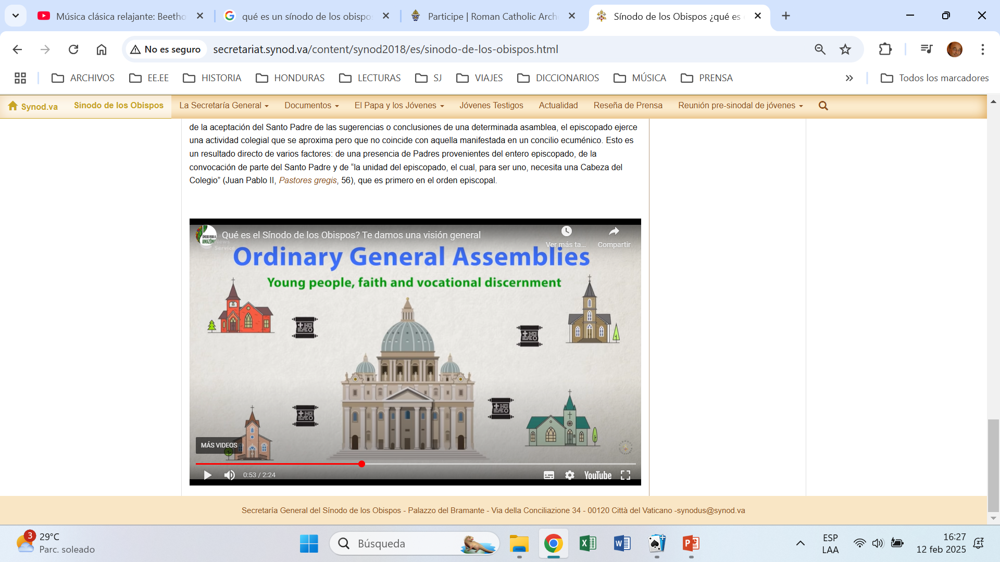 Música clásica relajante: Beetho
qué es un sínodo de los obispos
Participe | Roman Catholic Arch
Sínodo de los Obispos ¿qué es
No es seguro
secretariat.synod.va/content/synod2018/es/sinodo-de-los-obispos.html
ARCHIVOS
EE.EE
HISTORIA
HONDURAS
LECTURAS
SJ
VIAJES
DICCIONARIOS
MÚSICA
PRENSA
Todos los marcadores
Synod.va
Sinodo de los Obispos
La Secretaría General
Documentos
El Papa y los Jóvenes
Jóvenes Testigos
Actualidad
Reseña de Prensa
Reunión pre-sinodal de jóvenes
de la aceptación del Santo Padre de las sugerencias o conclusiones de una determinada asamblea, el episcopado ejerce
una actividad colegial que se aproxima pero que no coincide con aquella manifestada en un concilio ecuménico. Esto es
un resultado directo de varios factores: de una presencia de Padres provenientes del entero episcopado, de la
convocación de parte del Santo Padre y de “la unidad del episcopado, el cual, para ser uno, necesita una Cabeza del
Colegio” (Juan Pablo II, Pastores gregis, 56), que es primero en el orden episcopal.
SÍNODO PARA A
AMAZÔN
Qué es el Sínodo de los Obispos? Te damos una visión general
News
Service
Ver más ta...
Compartir
Ordinary General Assemblies
Young people, faith and vocational discernment
MÁS VIDEOS
0:53 / 2:24
YouTube
Secretaría General del Sínodo de los Obispos - Palazzo del Bramante - Via della Conciliazione 34 - 00120 Città del Vaticano -synodus@synod.va
3
29°C
Parc. soleado
Búsqueda
ESP
LAA
16:27
12 feb 2025